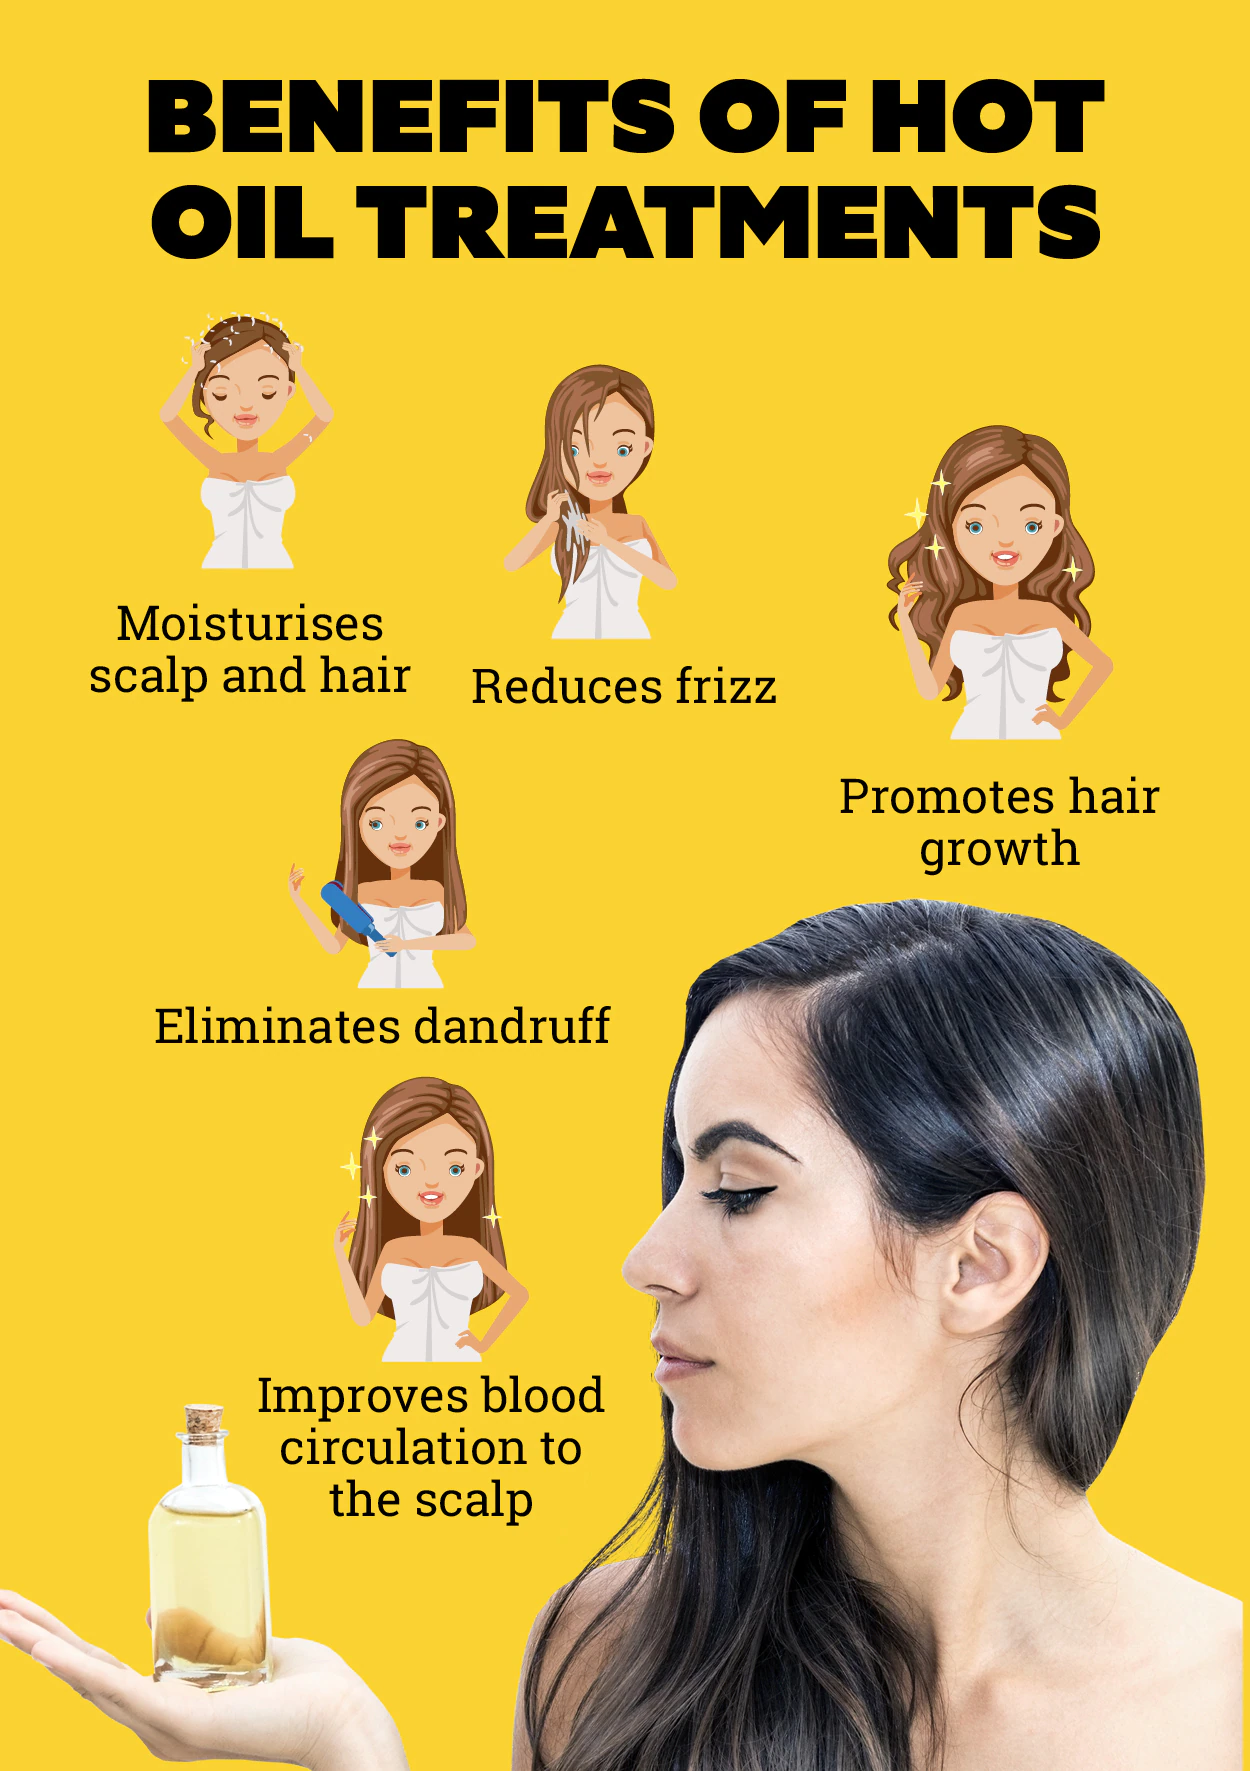 BENEFITS OF HOT
OIL TREATMENTS
Moisturises
scalp and hair
Reduces frizz
Promotes hair
growth
Eliminates dandruff
Improves blood
circulation to
the scalp